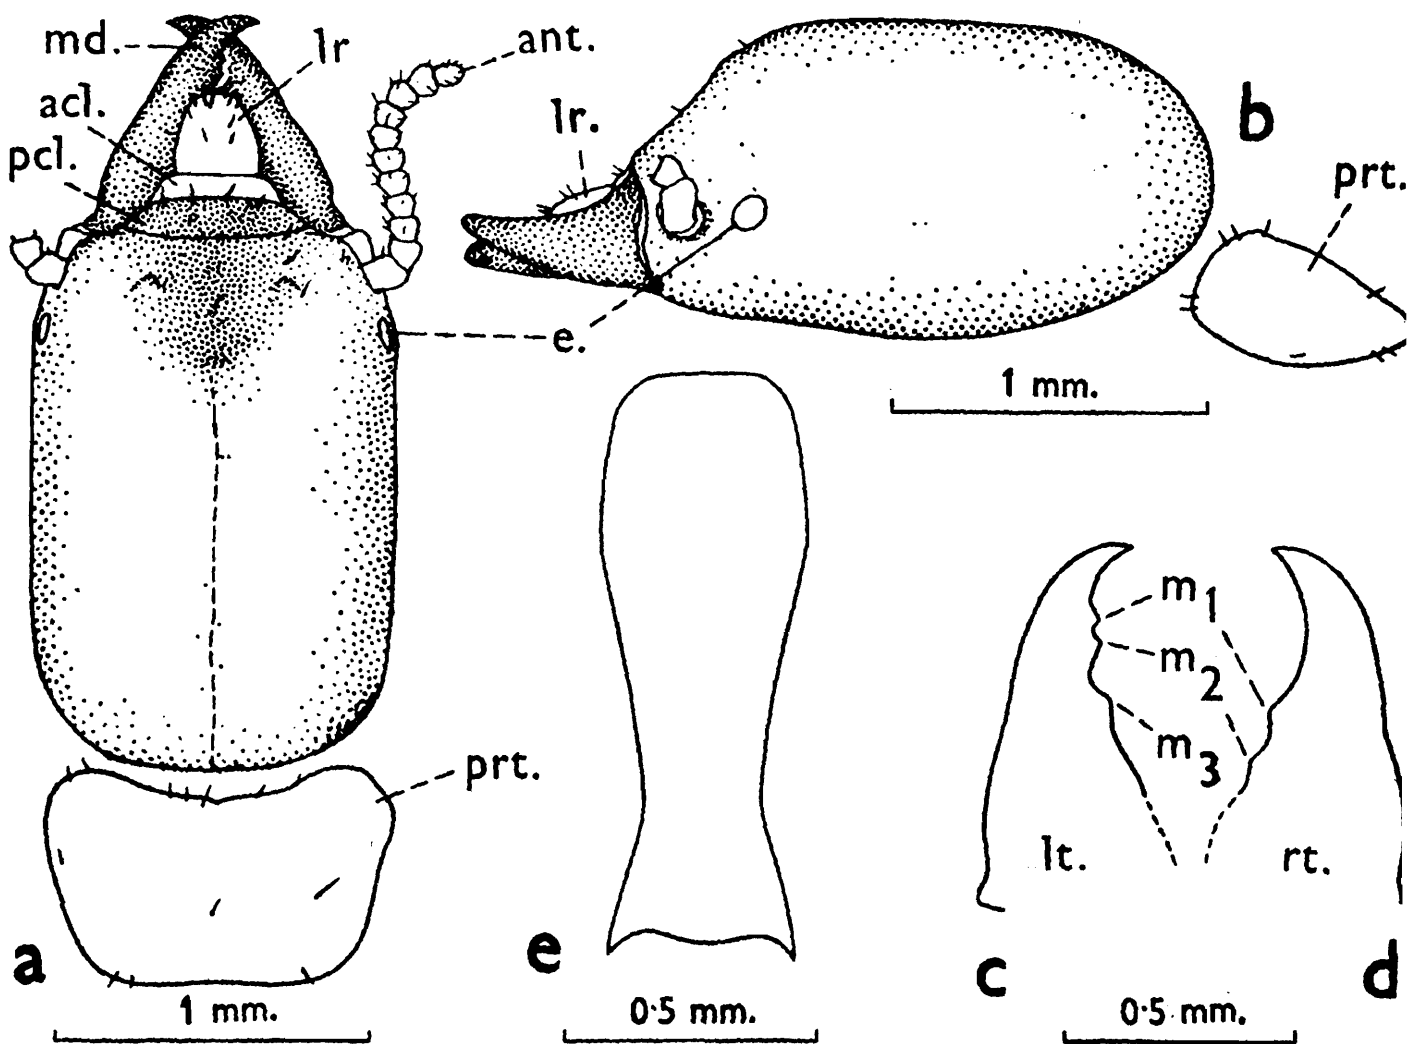 md.
lr
ant.
acl.
pcl.
lr.
b
prt.
e.
1 mm.
m1
m2
m3
prt.
lt.
rt.
a
e
c
d
1 mm.
0·5 mm.
0·5 mm.